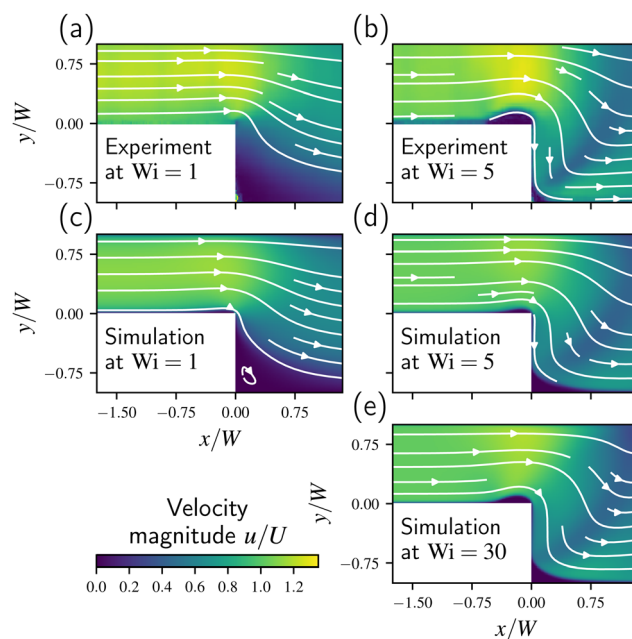 (a)
(b)
0.75
0.00
−0.75
y/W
Experiment
at Wi = 1
Experiment
at Wi = 5
(c)
(d)
0.75
0.00
−0.75
y/W
Simulation
at Wi = 1
Simulation
at Wi = 5
−1.50
−0.75
0.00
0.75
x/W
(e)
0.75
0.00
−0.75
y/W
Simulation
at Wi = 30
−1.50
−0.75
0.00
0.75
x/W
Velocity
magnitude u/U
0.0 0.2 0.4 0.6 0.8 1.0 1.2